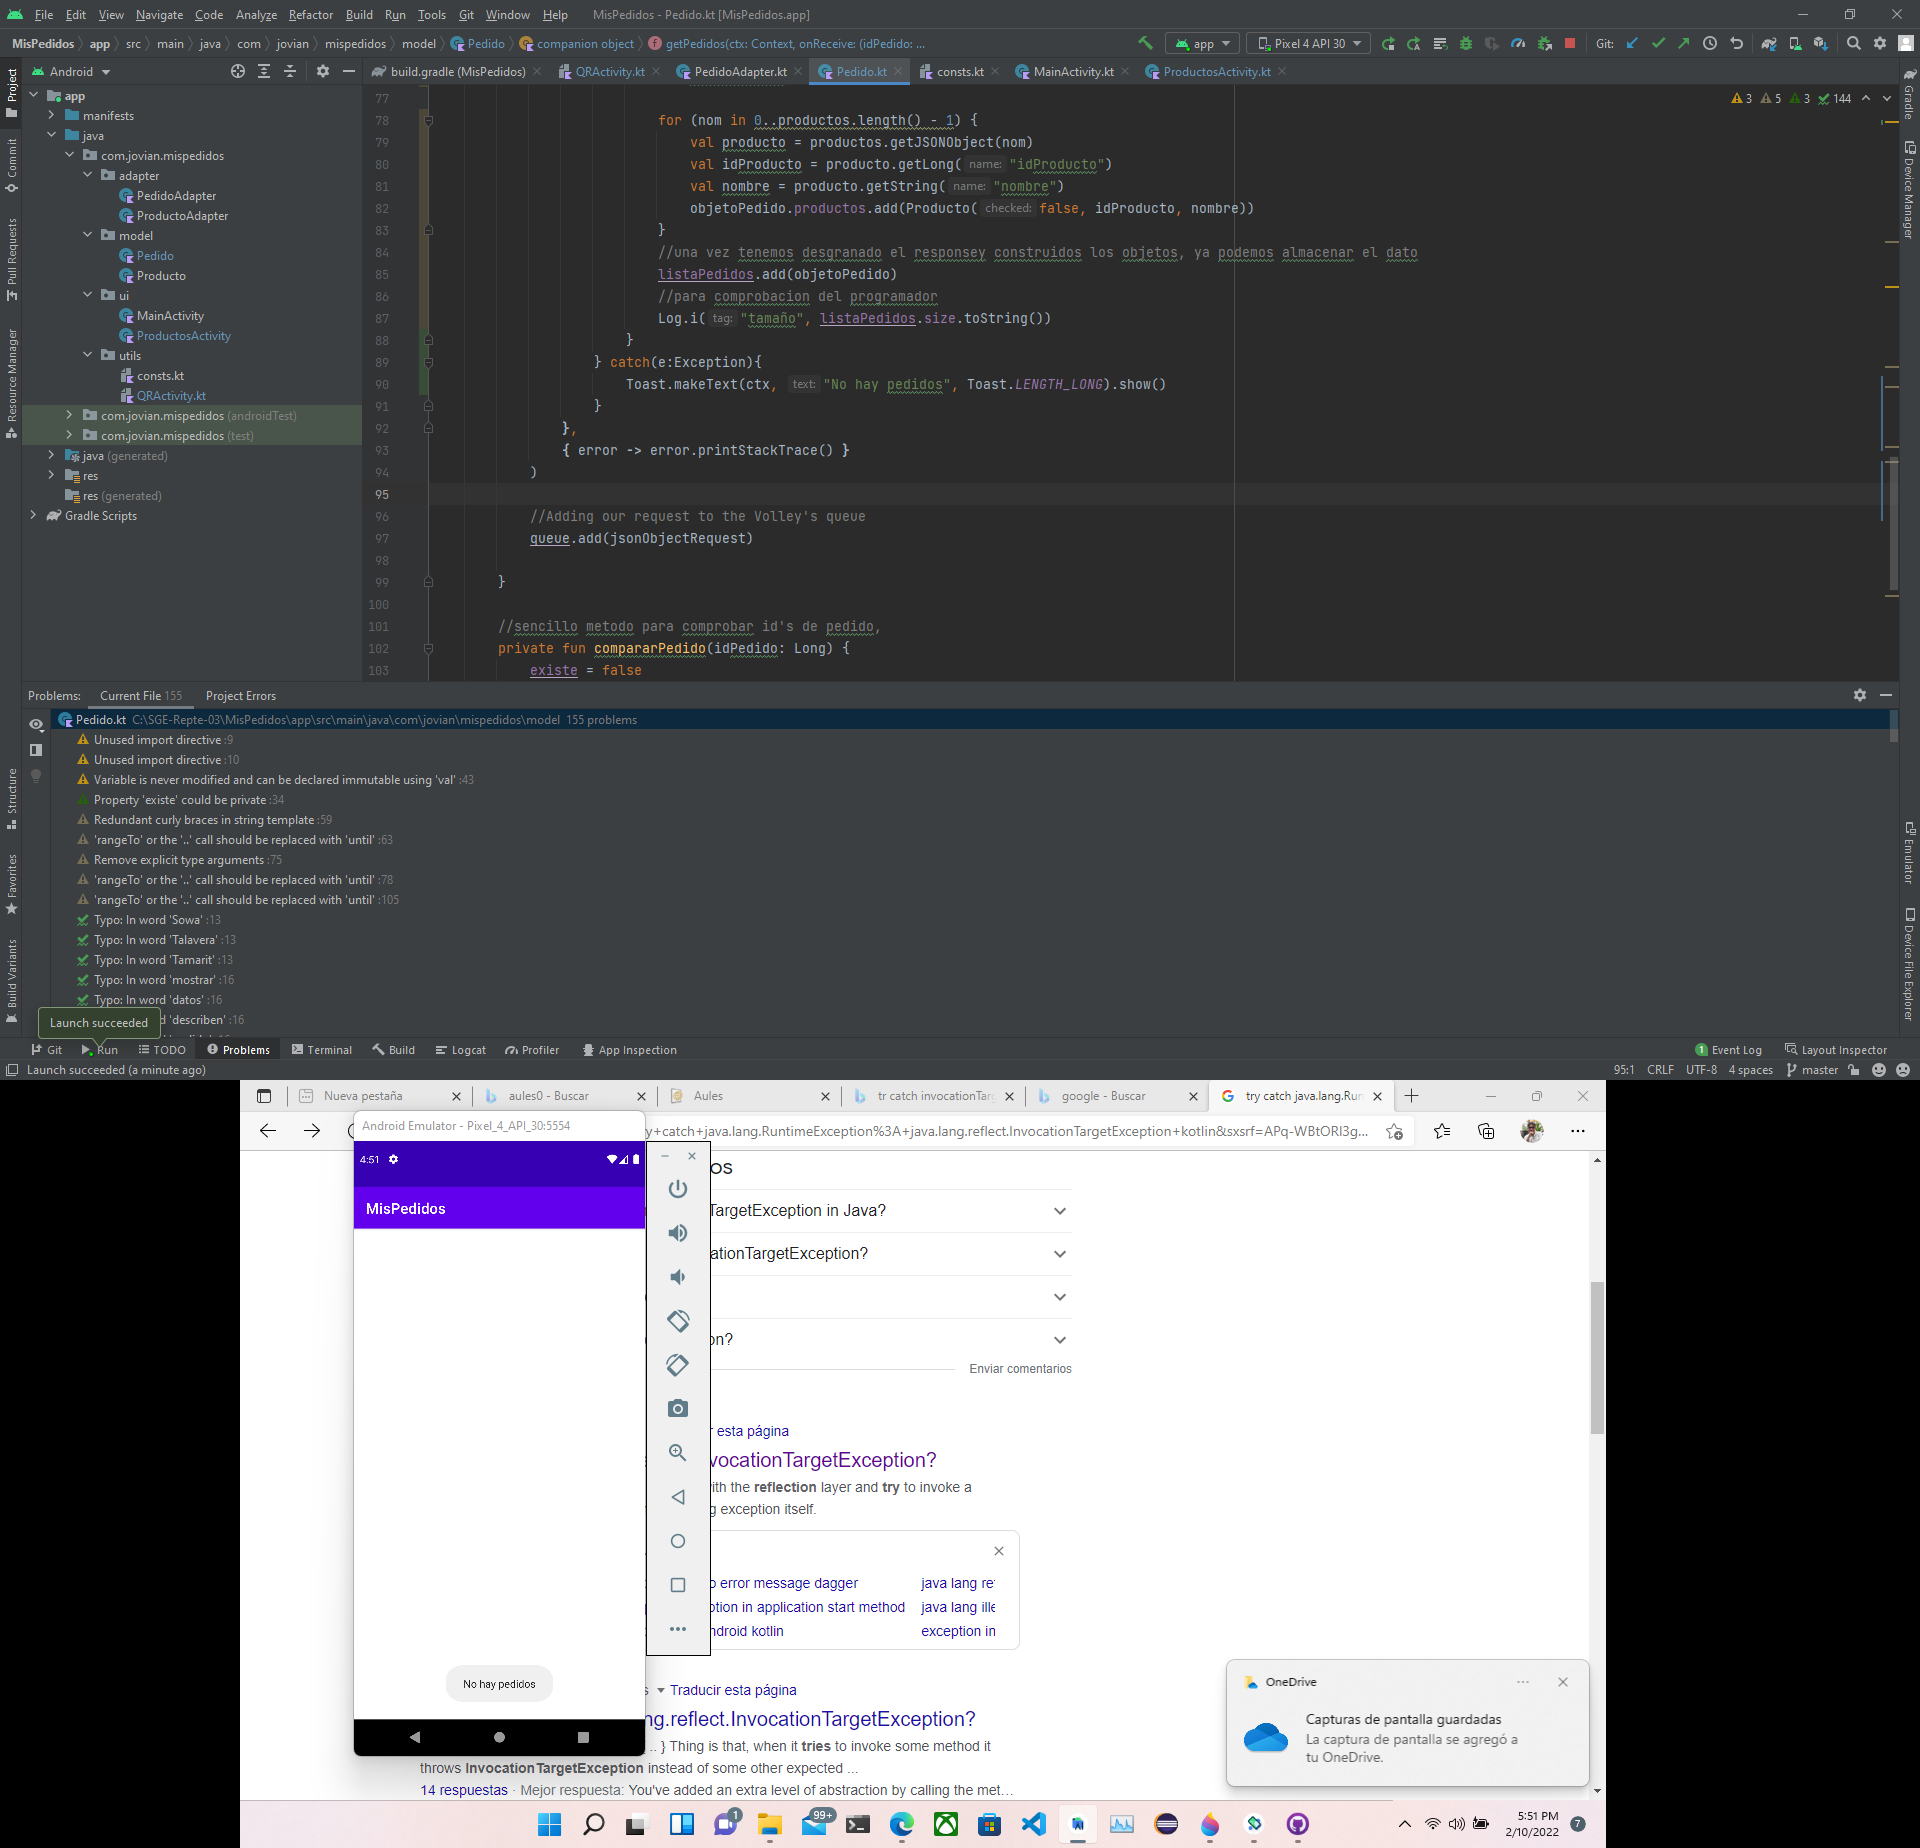 File Edit View Navigate Code Analyze Refactor Build Run Tools Git Window Help MisPedidos - Pedido.kt [MisPedidos.app]
MisPedidos app src main java com jovian mispedidos model Pedido companion object getPedidos(ctx: Context, onReceive: (idPedido: ... app Pixel 4 API 30 Git:
Project
Android
build.gradle (MisPedidos) QRActivity.kt PedidoAdapter.kt Pedido.kt consts.kt MainActivity.kt ProductosActivity.kt
Gradle
app
manifests
java
com.jovian.mispedidos
adapter
PedidoAdapter
ProductoAdapter
model
Pedido
Producto
ui
MainActivity
ProductosActivity
utils
consts.kt
QRActivity.kt
com.jovian.mispedidos (androidTest)
com.jovian.mispedidos (test)
java (generated)
res
res (generated)
Gradle Scripts
Commit
Pull Requests
Resource Manager
Structure
Favorites
Build Variants
Device Manager
Emulator
Device File Explorer
3 5 3 144
77
78 for (nom in 0..productos.length() - 1) {
79 val producto = productos.getJSONObject(nom)
80 val idProducto = producto.getLong( name: "idProducto")
81 val nombre = producto.getString( name: "nombre")
82 objetoPedido.productos.add(Producto( checked: false, idProducto, nombre))
83 }
84 //una vez tenemos desgranado el responsey construidos los objetos, ya podemos almacenar el dato
85 listaPedidos.add(objetoPedido)
86 //para comprobacion del programador
87 Log.i( tag: "tamaño", listaPedidos.size.toString())
88 }
89 } catch(e:Exception){
90 Toast.makeText(ctx, text: "No hay pedidos", Toast.LENGTH_LONG).show()
91 }
92 },
93 { error -> error.printStackTrace() }
94 )
95
96 //Adding our request to the Volley's queue
97 queue.add(jsonObjectRequest)
98
99 }
100
101 //sencillo metodo para comprobar id's de pedido,
102 private fun compararPedido(idPedido: Long) {
103 existe = false
Problems: Current File 155 Project Errors
Pedido.kt C:\SGE-Repte-03\MisPedidos\app\src\main\java\com\jovian\mispedidos\model 155 problems
Unused import directive :9
Unused import directive :10
Variable is never modified and can be declared immutable using 'val' :43
Property 'existe' could be private :34
Redundant curly braces in string template :59
'rangeTo' or the '..' call should be replaced with 'until' :63
Remove explicit type arguments :75
'rangeTo' or the '..' call should be replaced with 'until' :78
'rangeTo' or the '..' call should be replaced with 'until' :105
Typo: In word 'Sowa' :13
Typo: In word 'Talavera' :13
Typo: In word 'Tamarit' :13
Typo: In word 'mostrar' :16
Typo: In word 'datos' :16
d 'describen' :16
Launch succeeded
Git Run TODO Problems Terminal Build Logcat Profiler App Inspection 1 Event Log Layout Inspector
Launch succeeded (a minute ago) 95:1 CRLF UTF-8 4 spaces master
Nueva pestaña aules0 - Buscar Aules tr catch invocationTar google - Buscar try catch java.lang.Run
Android Emulator - Pixel_4_API_30:5554
y+catch+java.lang.RuntimeException%3A+java.lang.reflect.InvocationTargetException+kotlin&sxsrf=APq-WBtORl3g...
4:51
MisPedidos
os
TargetException in Java?
ationTargetException?
on?
Enviar comentarios
r esta página
vocationTargetException?
ith the reflection layer and try to invoke a
g exception itself.
o error message dagger java lang re
ption in application start method java lang ille
ndroid kotlin exception in
No hay pedidos
s Traducir esta página
ng.reflect.InvocationTargetException?
... } Thing is that, when it tries to invoke some method it
throws InvocationTargetException instead of some other expected ...
14 respuestas · Mejor respuesta: You've added an extra level of abstraction by calling the met...
OneDrive
Capturas de pantalla guardadas
La captura de pantalla se agregó a
tu OneDrive.
1 99+
5:51 PM
2/10/2022
7